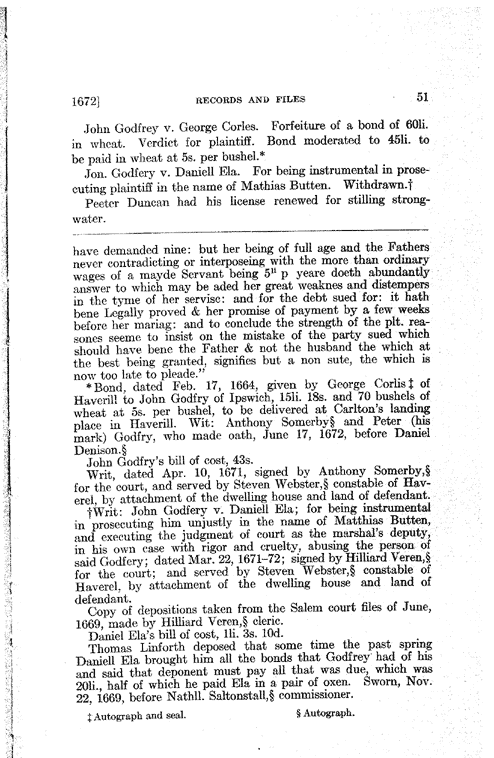 1672]
RECORDS AND FILES
51
John Godfrey v. George Corles. Forfeiture of a bond of 60li.
in wheat. Verdict for plaintiff. Bond moderated to 45li. to
be paid in wheat at 5s. per bushel.*
Jon. Godfery v. Daniell Ela. For being instrumental in prose-
cuting plaintiff in the name of Mathias Butten. Withdrawn.†
Peeter Duncan had his license renewed for stilling strong-
water.
have demanded nine: but her being of full age and the Fathers
never contradicting or interposeing with the more than ordinary
wages of a mayde Servant being 5ˡⁱ p yeare doeth abundantly
answer to which may be aded her great weaknes and distempers
in the tyme of her servise: and for the debt sued for: it hath
bene Legally proved & her promise of payment by a few weeks
before her mariag: and to conclude the strength of the plt. rea-
sones seeme to insist on the mistake of the party sued which
should have bene the Father & not the husband the which at
the best being granted, signifies but a non sute, the which is
now too late to pleade."
*Bond, dated Feb. 17, 1664, given by George Corlis‡ of
Haverill to John Godfry of Ipswich, 15li. 18s. and 70 bushels of
wheat at 5s. per bushel, to be delivered at Carlton's landing
place in Haverill. Wit: Anthony Somerby§ and Peter (his
mark) Godfry, who made oath, June 17, 1672, before Daniel
Denison.§
John Godfry's bill of cost, 43s.
Writ, dated Apr. 10, 1671, signed by Anthony Somerby,§
for the court, and served by Steven Webster,§ constable of Hav-
erel, by attachment of the dwelling house and land of defendant.
†Writ: John Godfery v. Daniell Ela; for being instrumental
in prosecuting him unjustly in the name of Matthias Butten,
and executing the judgment of court as the marshal's deputy,
in his own case with rigor and cruelty, abusing the person of
said Godfery; dated Mar. 22, 1671-72; signed by Hilliard Veren,§
for the court; and served by Steven Webster,§ constable of
Haverel, by attachment of the dwelling house and land of
defendant.
Copy of depositions taken from the Salem court files of June,
1669, made by Hilliard Veren,§ cleric.
Daniel Ela's bill of cost, 1li. 3s. 10d.
Thomas Linforth deposed that some time the past spring
Daniell Ela brought him all the bonds that Godfrey had of his
and said that deponent must pay all that was due, which was
20li., half of which he paid Ela in a pair of oxen. Sworn, Nov.
22, 1669, before Nathll. Saltonstall,§ commissioner.
‡ Autograph and seal.
§ Autograph.